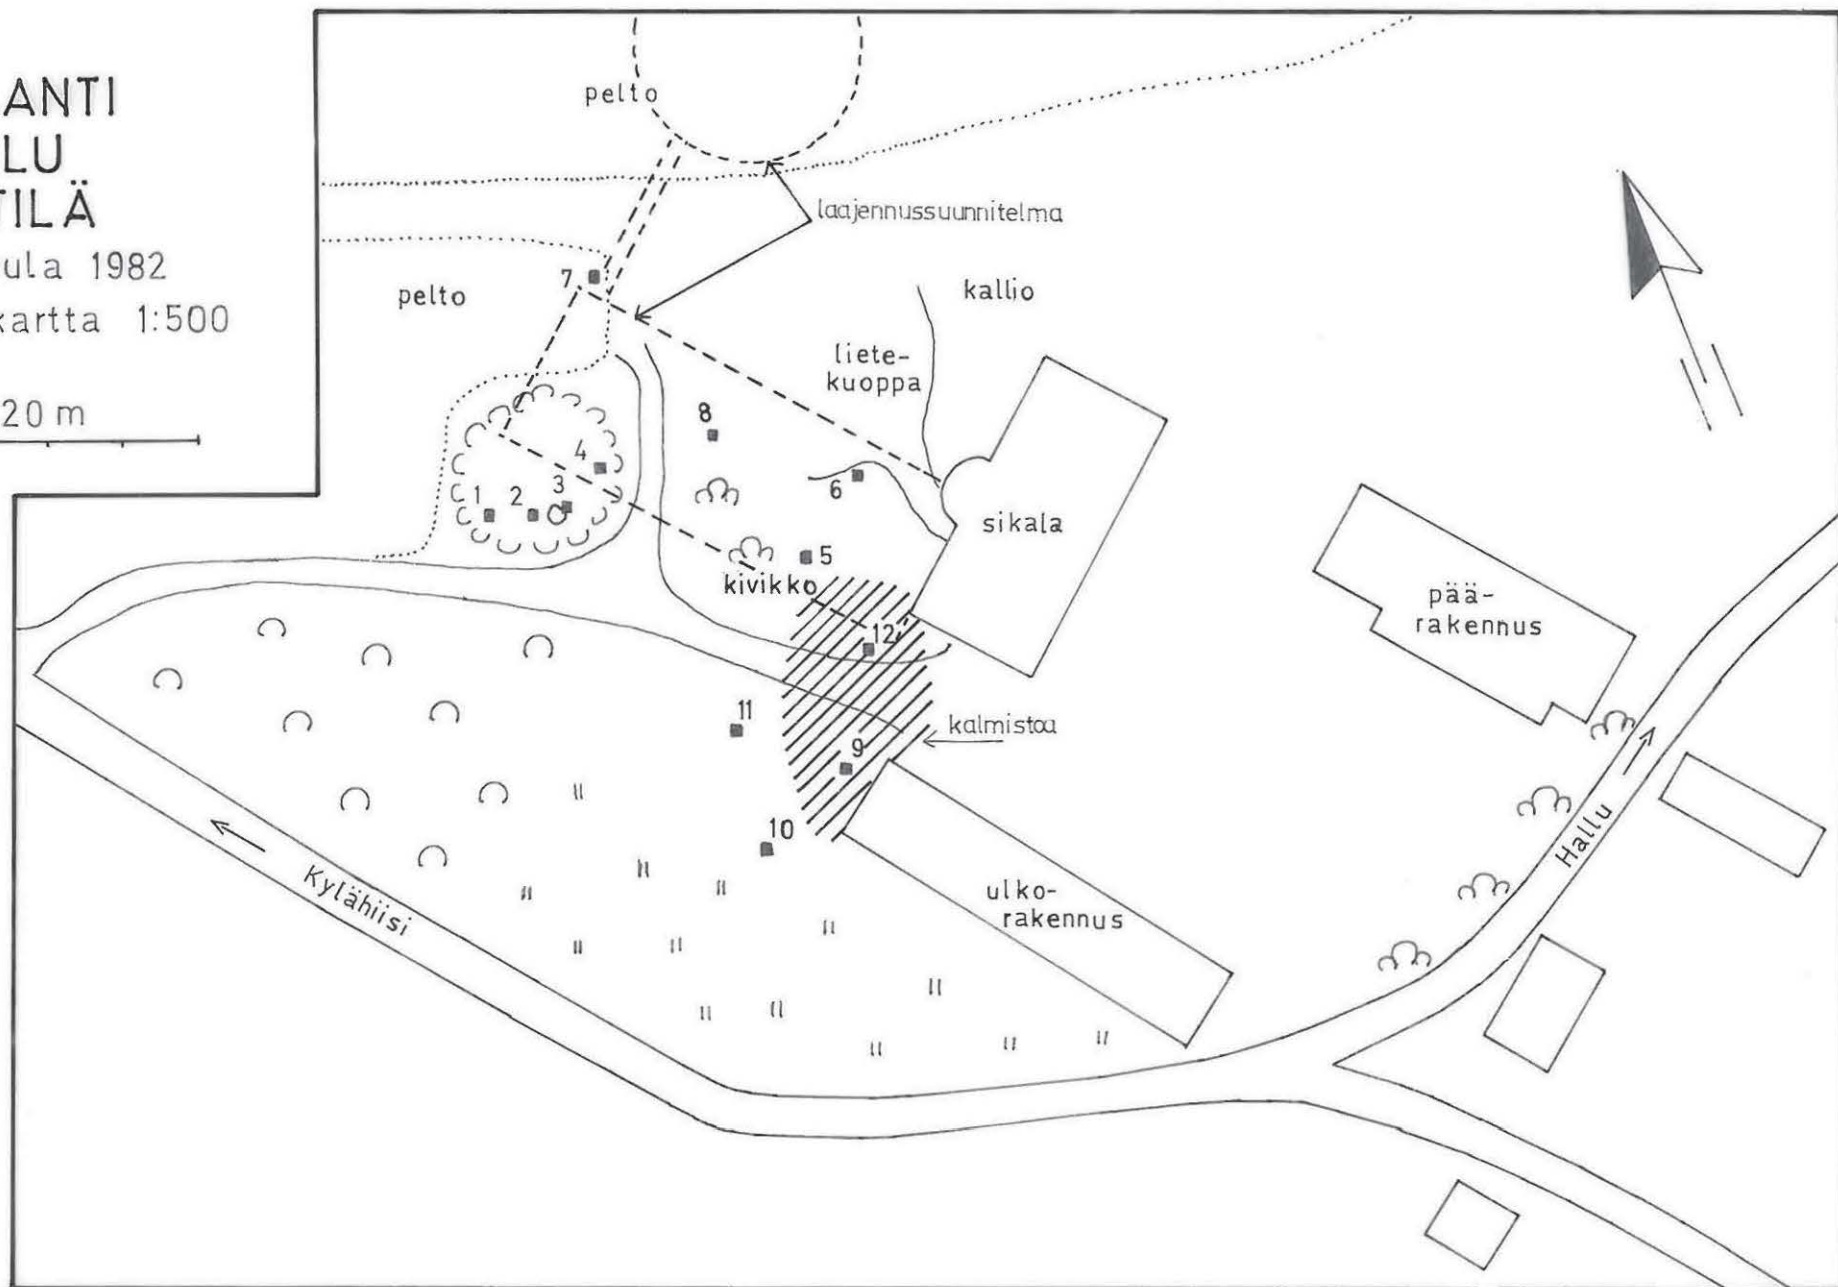 ANTI
LU
TILÄ
ula 1982
kartta 1:500
20 m
pelto
laajennussuunnitelma
7
pelto
kallio
liete-
kuoppa
8
4
6
1 2 3
sikala
5
kivikko
12
pää-
rakennus
11
kalmistoa
9
10
Hallu
Kylähiisi
ulko-
rakennus